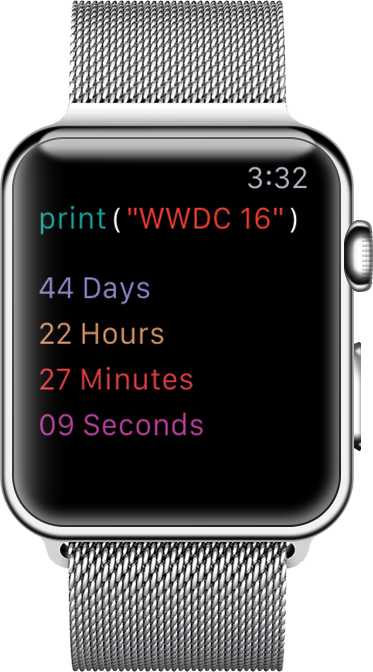 3:32
print("WWDC 16")
44 Days
22 Hours
27 Minutes
09 Seconds